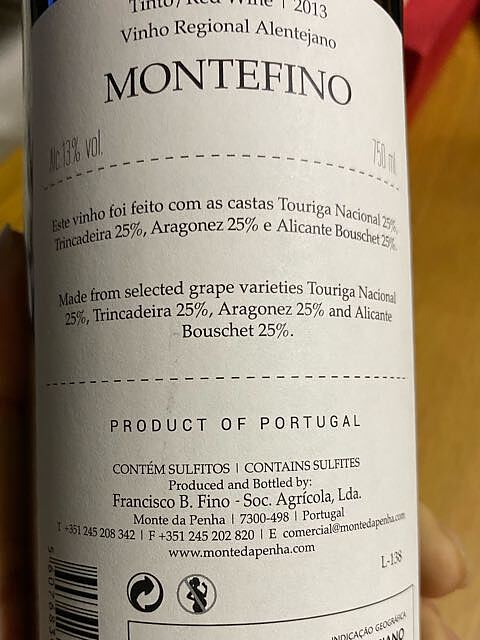 Tinto / Red Wine | 2013
Vinho Regional Alentejano
MONTEFINO
Alc.13% vol.
750 ml
Este vinho foi feito com as castas Touriga Nacional 25%,
Trincadeira 25%, Aragonez 25% e Alicante Bouschet 25%.
Made from selected grape varieties Touriga Nacional
25%, Trincadeira 25%, Aragonez 25% and Alicante
Bouschet 25%.
PRODUCT OF PORTUGAL
CONTÉM SULFITOS | CONTAINS SULFITES
Produced and Bottled by:
Francisco B. Fino - Soc. Agrícola, Lda.
Monte da Penha | 7300-498 | Portugal
T +351 245 208 342 | F +351 245 202 820 | E comercial@montedapenha.com
www.montedapenha.com
L-138
5 607683
INDICAÇÃO GEOGRÁFICA